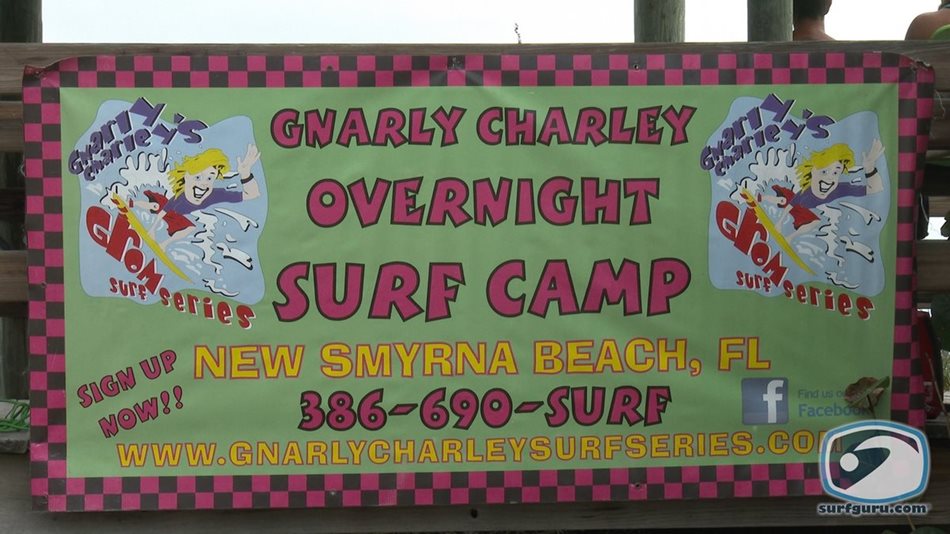 GNARLY CHARLEY
OVERNIGHT
SURF CAMP
Gnarly
Charley's
Grom
surf series
Gnarly
Charley's
Grom
surf series
NEW SMYRNA BEACH, FL
SIGN UP
NOW!!
386-690-SURF
f
Find us
Facebook
WWW.GNARLYCHARLEYSURFSERIES.COM
surfguru.com